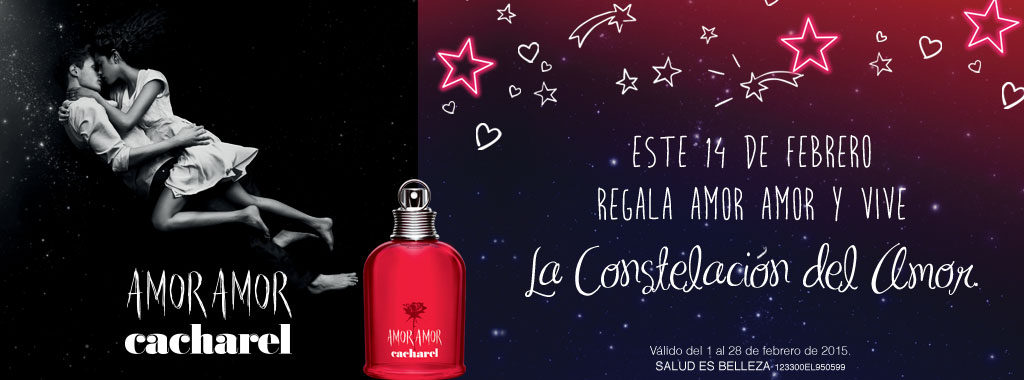 AMOR AMOR
cacharel
AMOR AMOR
cacharel
ESTE 14 DE FEBRERO
REGALA AMOR AMOR Y VIVE
La Constelación del Amor.
Válido del 1 al 28 de febrero de 2015.
SALUD ES BELLEZA 123300EL950599